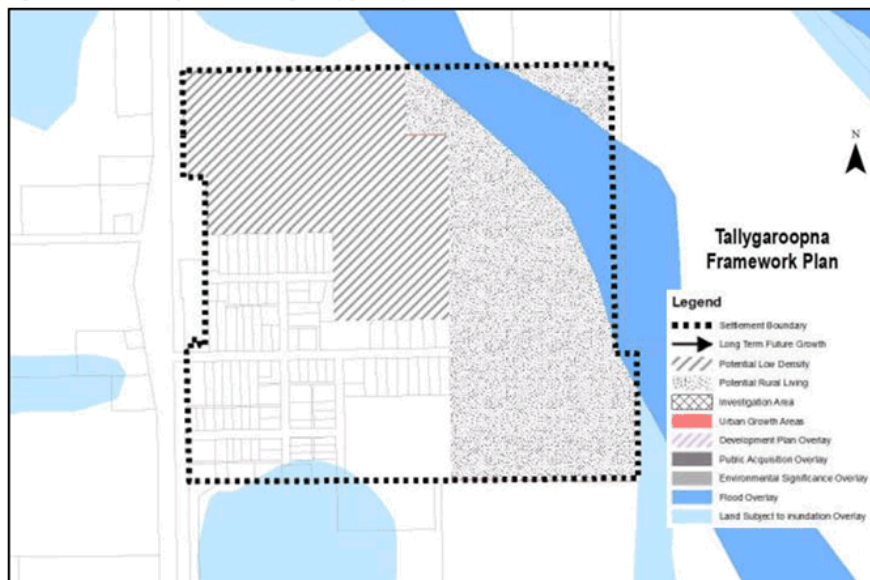 N
Tallygaroopna
Framework Plan
Legend
Settlement Boundary
Long Term Future Growth
Potential Low Density
Potential Rural Living
Investigation Area
Urban Growth Areas
Development Plan Overlay
Public Acquisition Overlay
Environmental Significance Overlay
Flood Overlay
Land Subject to inundation Overlay